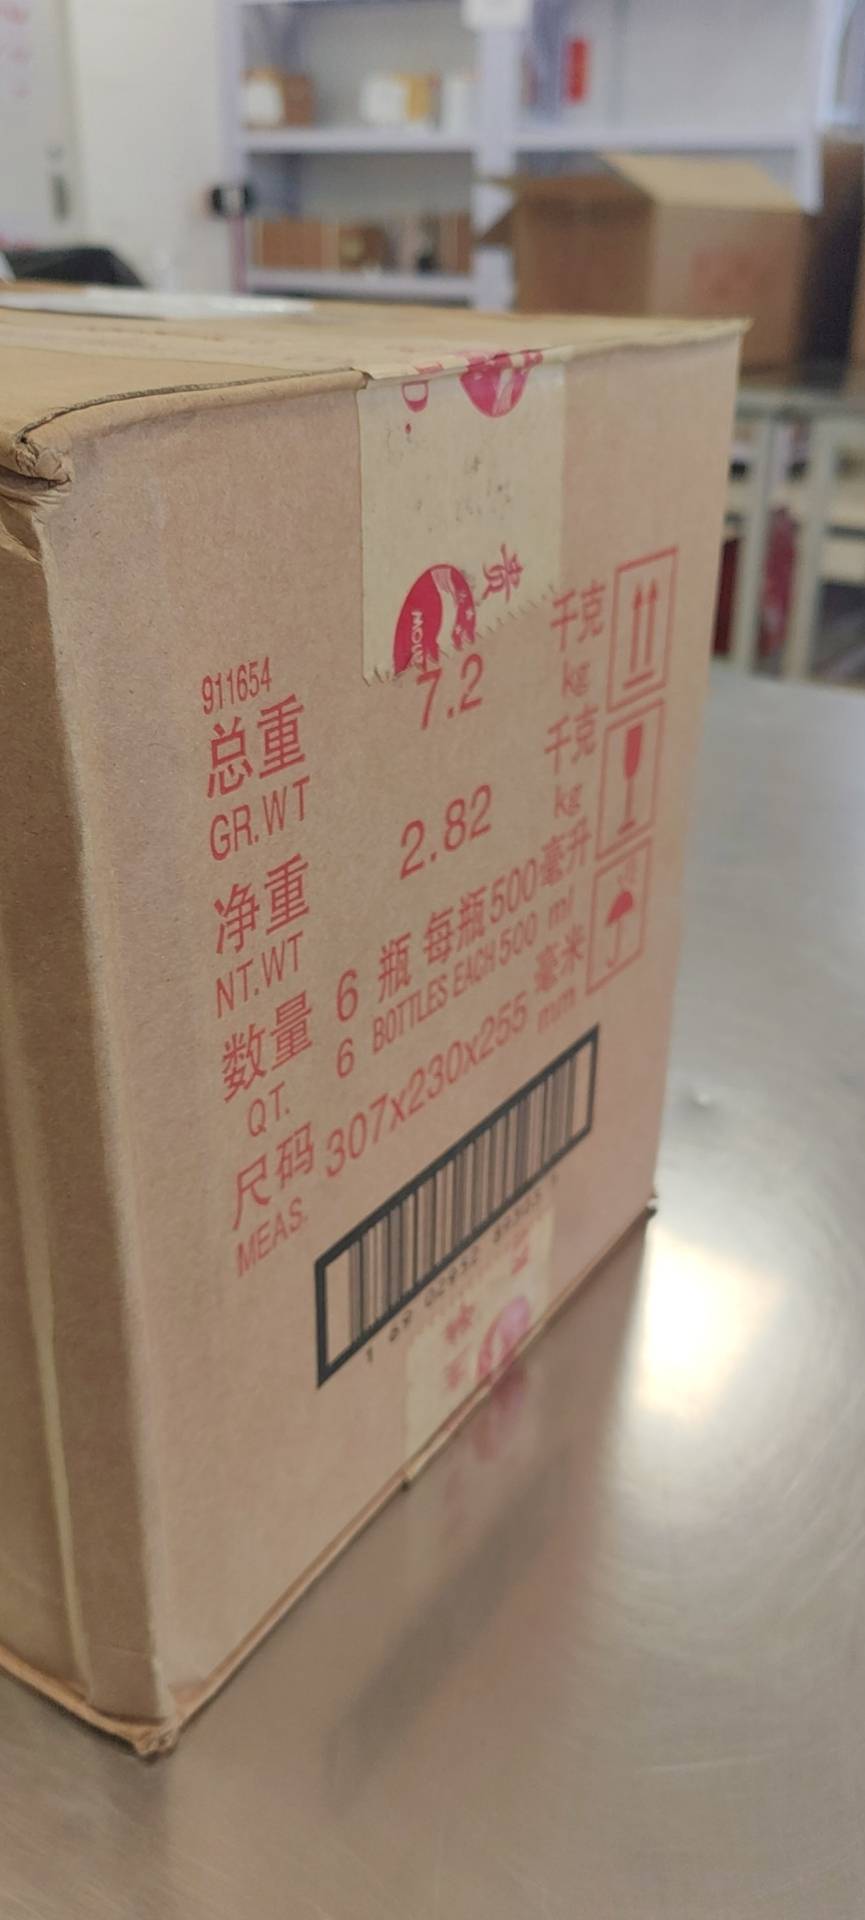 D.
贵
MOUT
911654
总重 7.2 千克
GR.WT kg
净重 2.82 千克
NT.WT kg
数量 6 瓶 每瓶500毫升
QT. 6 BOTTLES EACH 500 ml
尺码 307x230x255 毫米
MEAS. mm